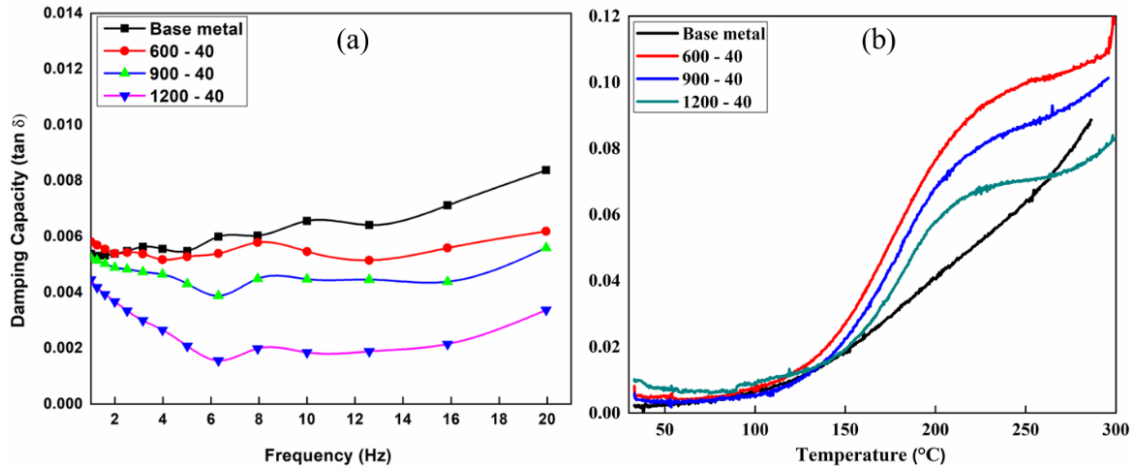 (a)
Base metal
600 - 40
900 - 40
1200 - 40
0.014
0.012
0.010
0.008
0.006
0.004
0.002
0.000
Damping Capacity (tan δ)
2 4 6 8 10 12 14 16 18 20
Frequency (Hz)
(b)
Base metal
600 - 40
900 - 40
1200 - 40
0.12
0.10
0.08
0.06
0.04
0.02
0.00
50 100 150 200 250 300
Temperature (°C)